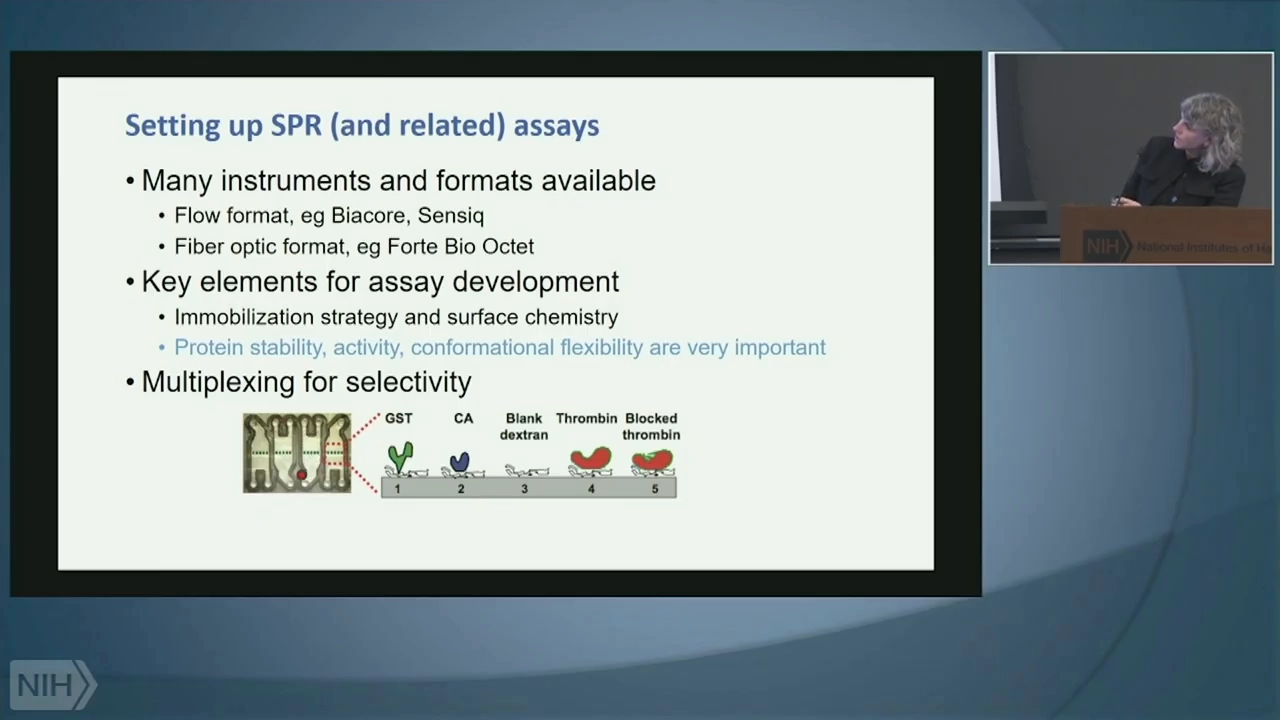 Setting up SPR (and related) assays
• Many instruments and formats available
• Flow format, eg Biacore, Sensiq
• Fiber optic format, eg Forte Bio Octet
• Key elements for assay development
• Immobilization strategy and surface chemistry
• Protein stability, activity, conformational flexibility are very important
• Multiplexing for selectivity
GST CA Blank Thrombin Blocked
dextran thrombin
1 2 3 4 5
NIH National Institutes of
NIH